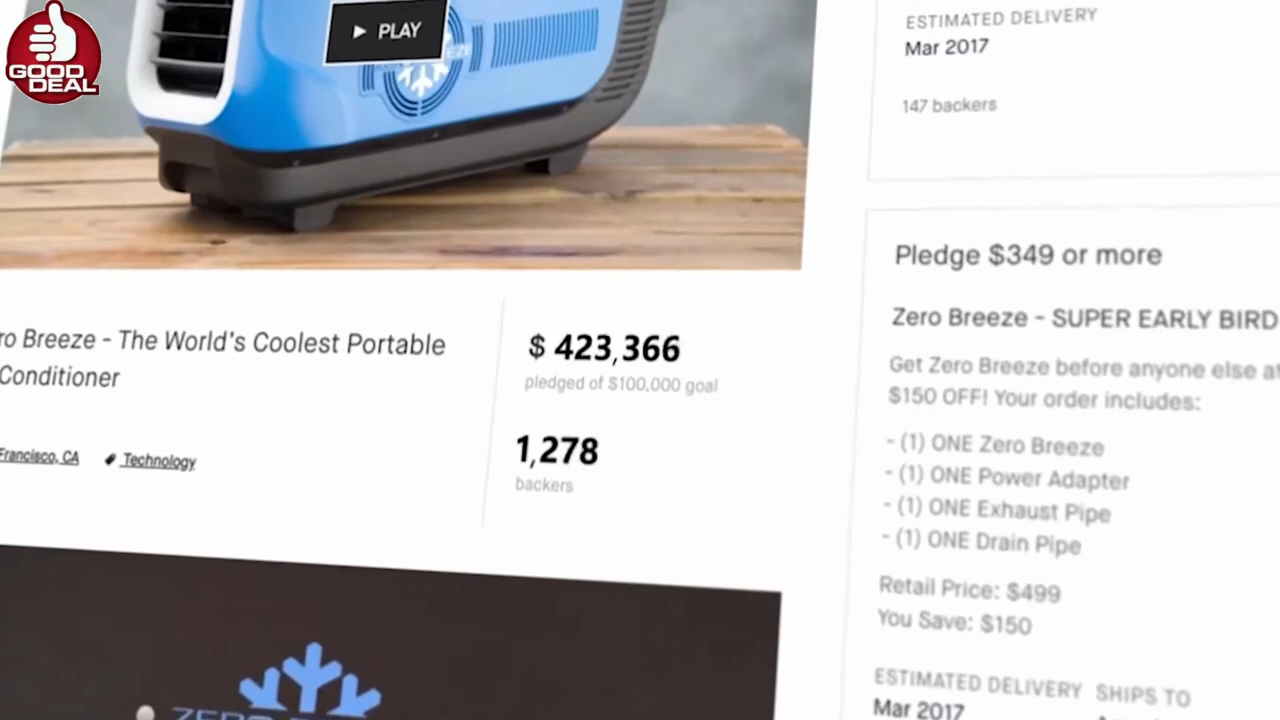 GOOD
DEAL
PLAY
ESTIMATED DELIVERY
Mar 2017
147 backers
ro Breeze - The World's Coolest Portable
Conditioner
Francisco, CA
Technology
$ 423,366
pledged of $100,000 goal
1,278
backers
Pledge $349 or more
Zero Breeze - SUPER EARLY BIRD
Get Zero Breeze before anyone else at
$150 OFF! Your order includes:
- (1) ONE Zero Breeze
- (1) ONE Power Adapter
- (1) ONE Exhaust Pipe
- (1) ONE Drain Pipe
Retail Price: $499
You Save: $150
ESTIMATED DELIVERY
SHIPS TO
Mar 2017
ZERO